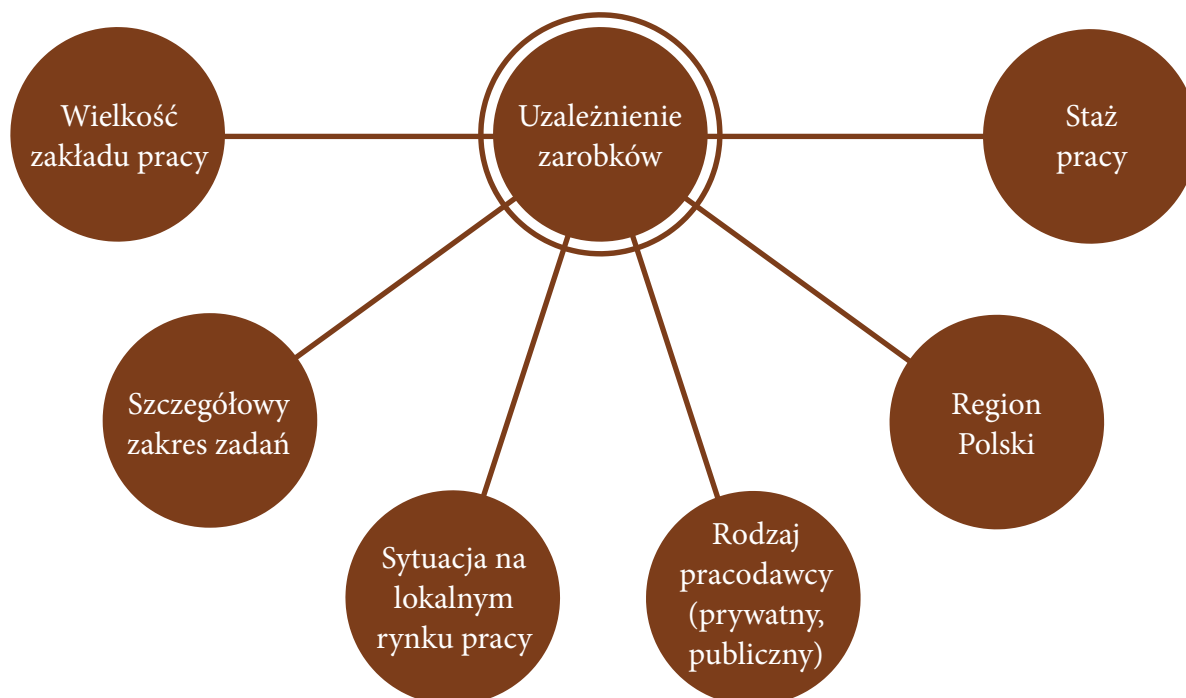 Wielkość
zakładu pracy
Uzależnienie
zarobków
Staż
pracy
Szczegółowy
zakres zadań
Region
Polski
Sytuacja na
lokalnym
rynku pracy
Rodzaj
pracodawcy
(prywatny,
publiczny)